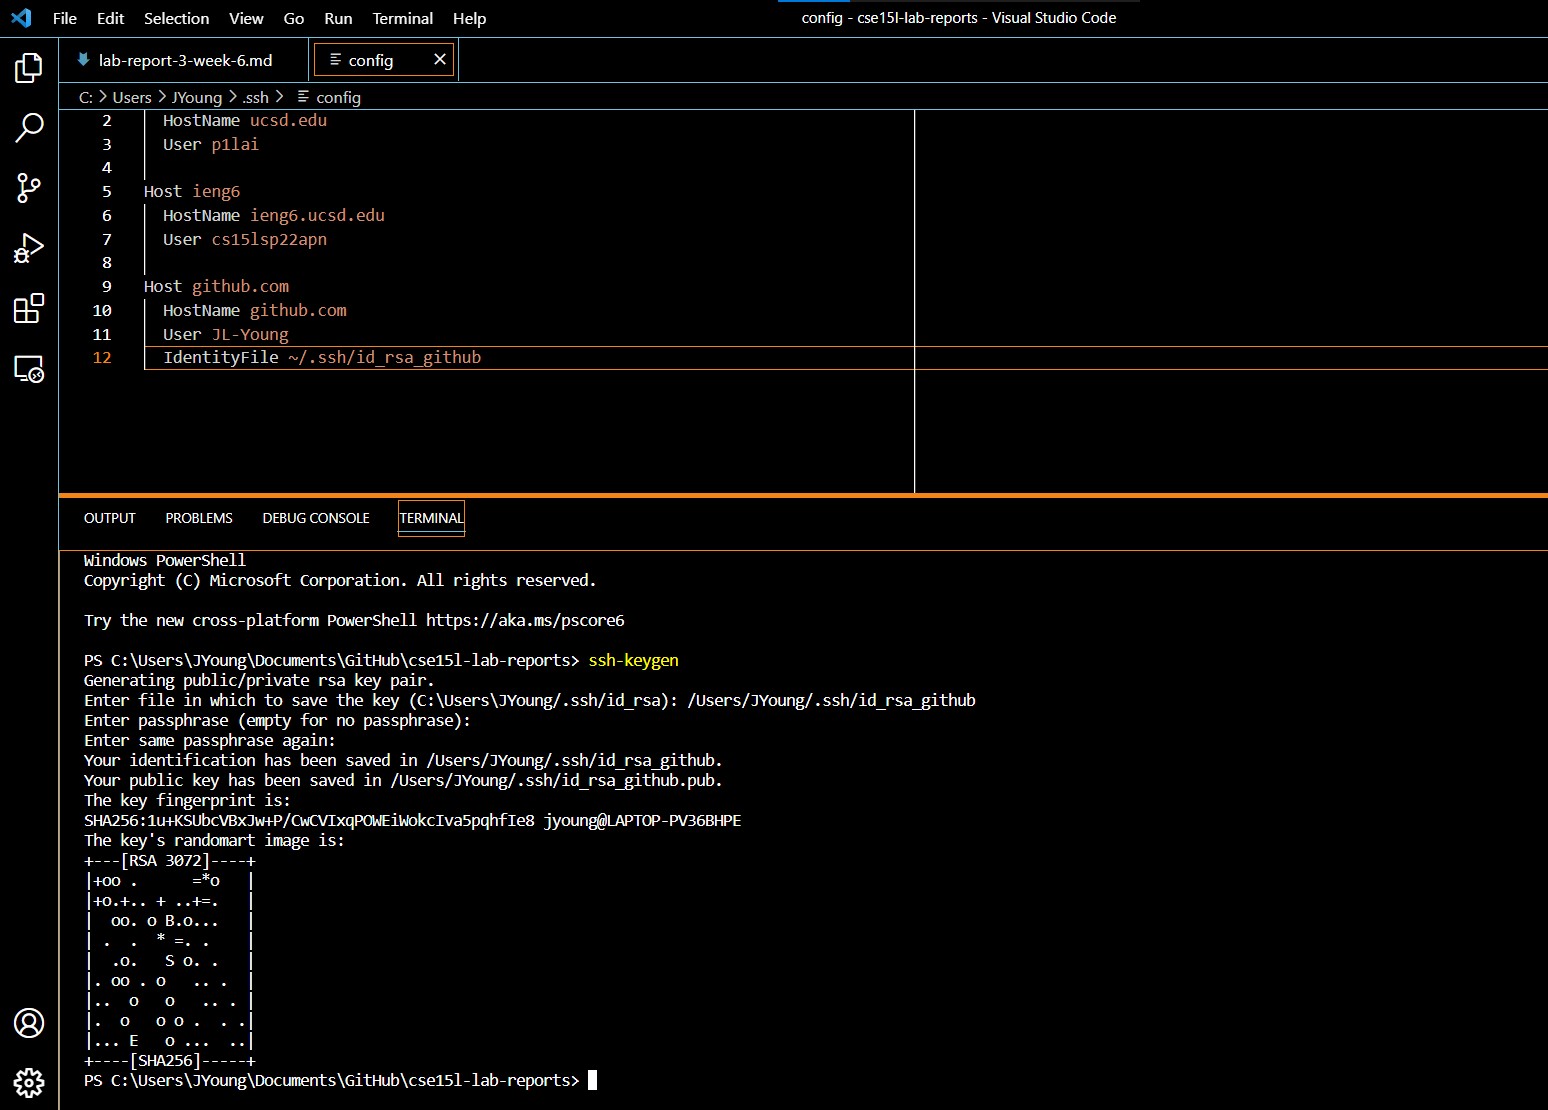 File Edit Selection View Go Run Terminal Help config - cse15l-lab-reports - Visual Studio Code
lab-report-3-week-6.md config
C: > Users > JYoung > .ssh > config
2 HostName ucsd.edu
3 User p1lai
4
5 Host ieng6
6 HostName ieng6.ucsd.edu
7 User cs15lsp22apn
8
9 Host github.com
10 HostName github.com
11 User JL-Young
12 IdentityFile ~/.ssh/id_rsa_github
OUTPUT PROBLEMS DEBUG CONSOLE TERMINAL
Windows PowerShell
Copyright (C) Microsoft Corporation. All rights reserved.
Try the new cross-platform PowerShell https://aka.ms/pscore6
PS C:\Users\JYoung\Documents\GitHub\cse15l-lab-reports> ssh-keygen
Generating public/private rsa key pair.
Enter file in which to save the key (C:\Users\JYoung/.ssh/id_rsa): /Users/JYoung/.ssh/id_rsa_github
Enter passphrase (empty for no passphrase):
Enter same passphrase again:
Your identification has been saved in /Users/JYoung/.ssh/id_rsa_github.
Your public key has been saved in /Users/JYoung/.ssh/id_rsa_github.pub.
The key fingerprint is:
SHA256:1u+KSUbcVBxJw+P/CwCVIxqPOWEiWokcIva5pqhfIe8 jyoung@LAPTOP-PV36BHPE
The key's randomart image is:
+---[RSA 3072]----+
|+oo .      =*o   |
|+o.+.. + ..+=.   |
|  oo. o B.o...   |
| .  .  * =. .    |
|  .o.   S o. .   |
|. oo . o   .. .  |
|..  o   o   .. . |
|.  o   o o .  . .|
|... E   o ...  ..|
+----[SHA256]-----+
PS C:\Users\JYoung\Documents\GitHub\cse15l-lab-reports>